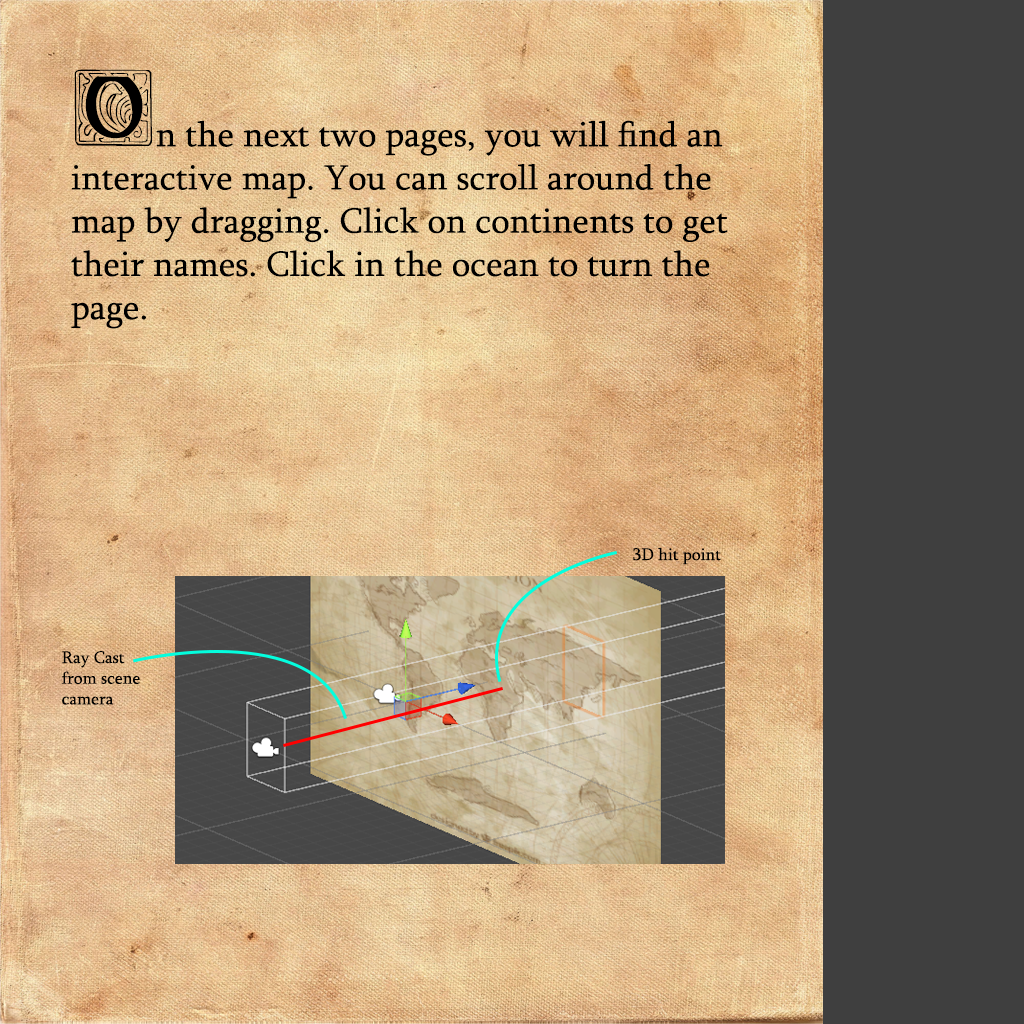 On the next two pages, you will find an
interactive map. You can scroll around the
map by dragging. Click on continents to get
their names. Click in the ocean to turn the
page.
3D hit point
Ray Cast
from scene
camera